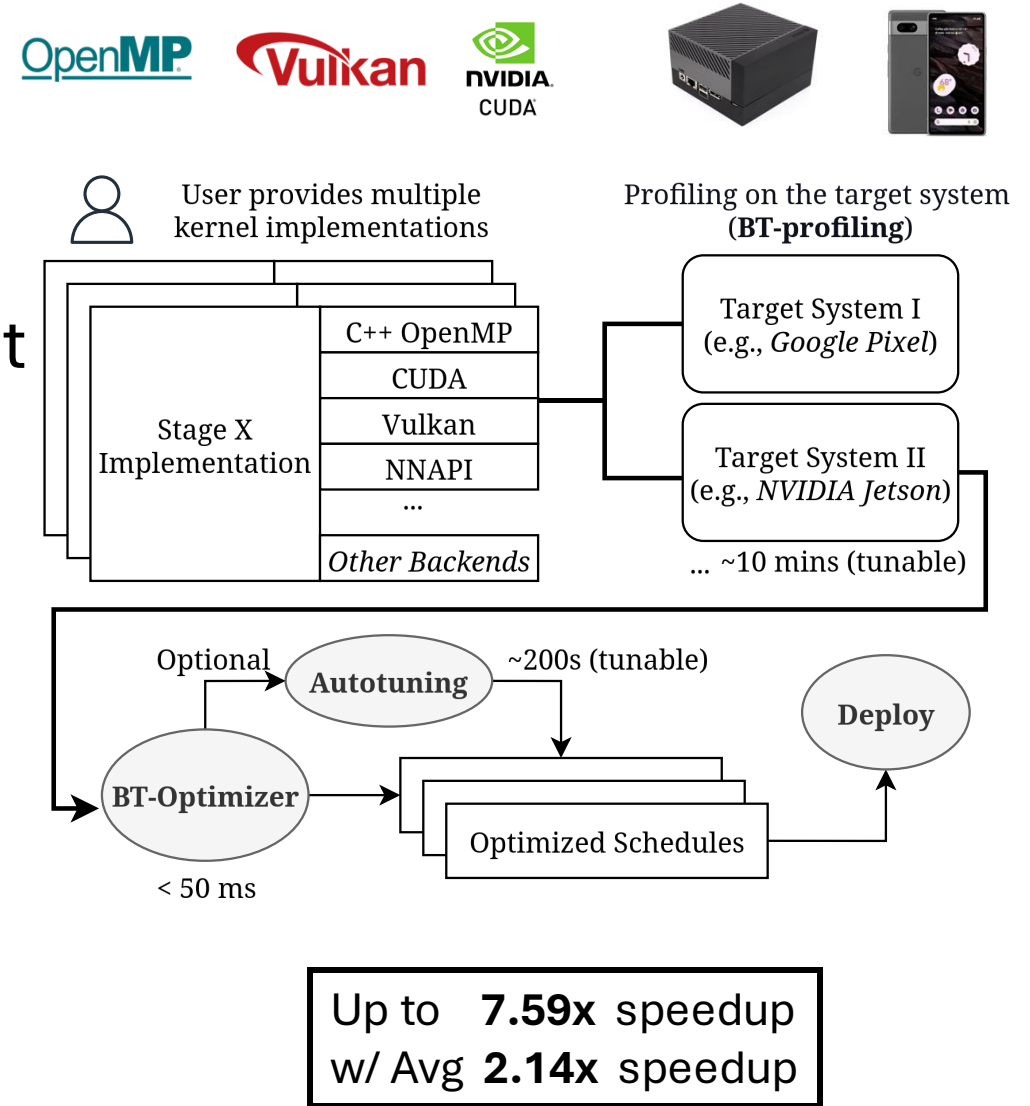 OpenMP
Vulkan
NVIDIA.
CUDA
User provides multiple
kernel implementations
Profiling on the target system
(BT-profiling)
t
Stage X
Implementation
C++ OpenMP
CUDA
Vulkan
NNAPI
...
Other Backends
Target System I
(e.g., Google Pixel)
Target System II
(e.g., NVIDIA Jetson)
... ~10 mins (tunable)
Optional
Autotuning
~200s (tunable)
BT-Optimizer
< 50 ms
Optimized Schedules
Deploy
Up to 7.59x speedup
w/ Avg 2.14x speedup